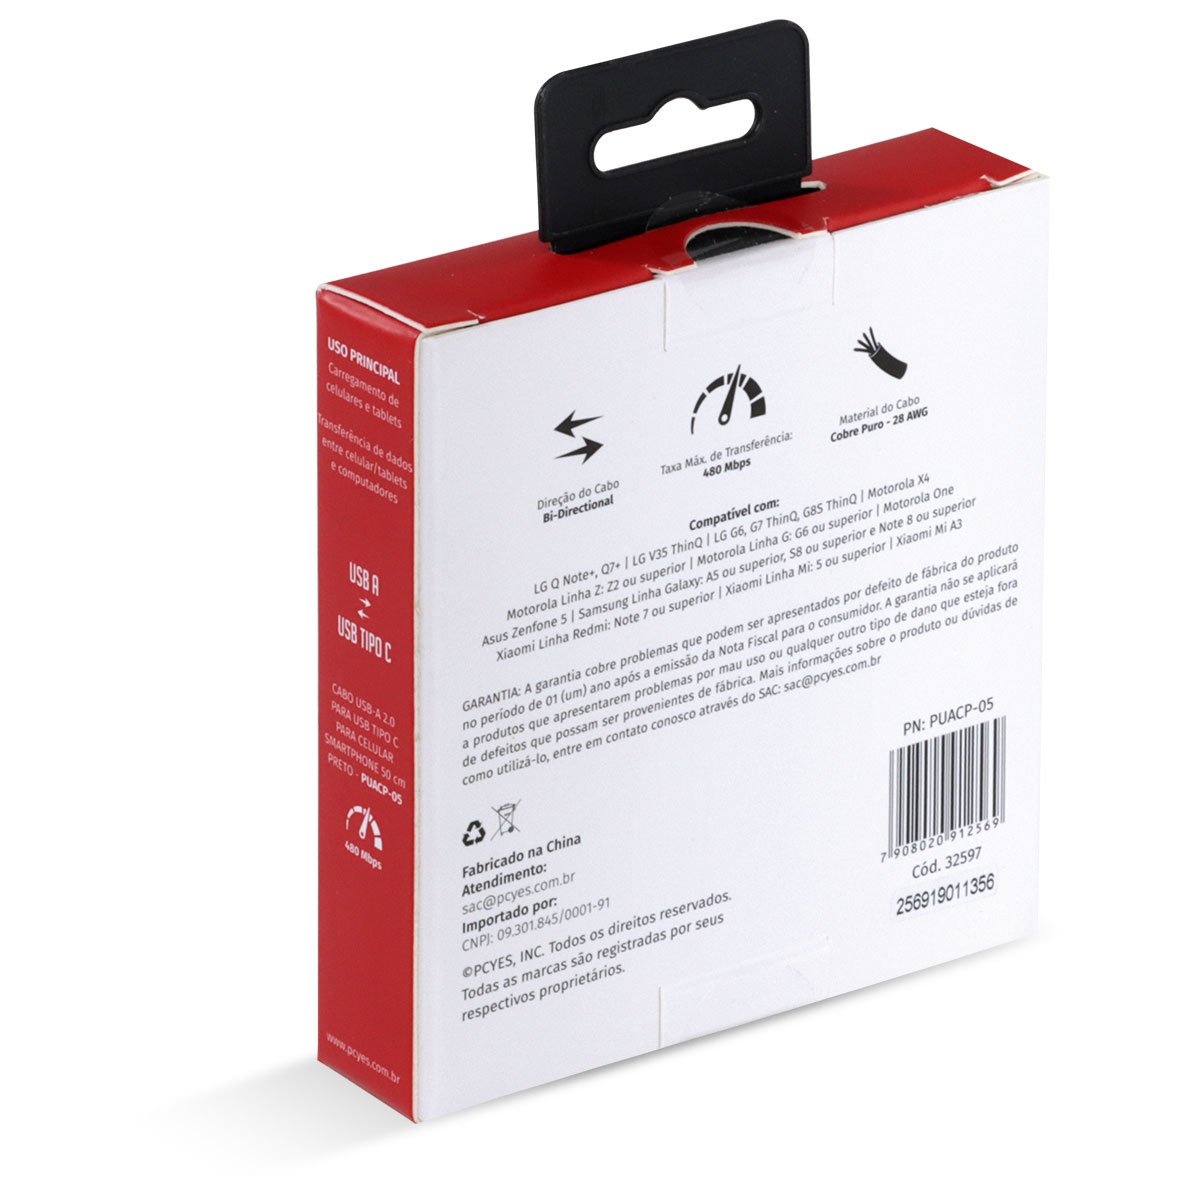 USO PRINCIPAL
Carregamento de
celulares e tablets
Transferência de dados
entre celular/tablets
e computadores
USB A
USB TIPO C
CABO USB-A 2.0
PARA USB TIPO C
PARA CELULAR
SMARTPHONE 50 cm
PRETO - PUACP-05
480 Mbps
www.pcyes.com.br
Direção do Cabo
Bi-Directional
Taxa Máx. de Transferência:
480 Mbps
Material do Cabo
Cobre Puro - 28 AWG
Compatível com:
LG Q Note+, Q7+ | LG V35 ThinQ | LG G6, G7 ThinQ, G8S ThinQ | Motorola X4
Motorola Linha Z: Z2 ou superior | Motorola Linha G: G6 ou superior | Motorola One
Asus Zenfone 5 | Samsung Linha Galaxy: A5 ou superior, S8 ou superior e Note 8 ou superior
Xiaomi Linha Redmi: Note 7 ou superior | Xiaomi Linha Mi: 5 ou superior | Xiaomi Mi A3
GARANTIA: A garantia cobre problemas que podem ser apresentados por defeito de fábrica do produto
no período de 01 (um) ano após a emissão da Nota Fiscal para o consumidor. A garantia não se aplicará
a produtos que apresentarem problemas por mau uso ou qualquer outro tipo de dano que esteja fora
de defeitos que possam ser provenientes de fábrica. Mais informações sobre o produto ou dúvidas de
como utilizá-lo, entre em contato conosco através do SAC: sac@pcyes.com.br
PN: PUACP-05
7 908020 912569
Cód. 32597
256919011356
Fabricado na China
Atendimento:
sac@pcyes.com.br
Importado por:
CNPJ: 09.301.845/0001-91
©PCYES, INC. Todos os direitos reservados.
Todas as marcas são registradas por seus
respectivos proprietários.